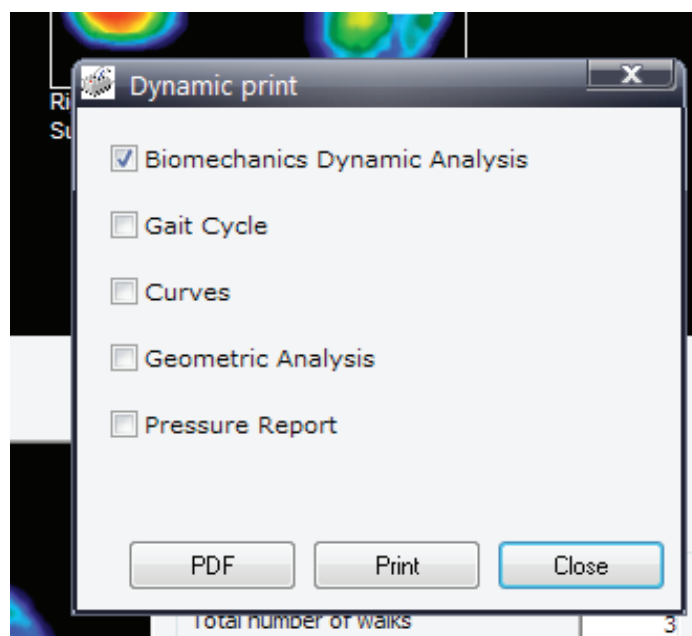 Dynamic print
x
Biomechanics Dynamic Analysis
Gait Cycle
Curves
Geometric Analysis
Pressure Report
PDF
Print
Close
Total number of walks
3